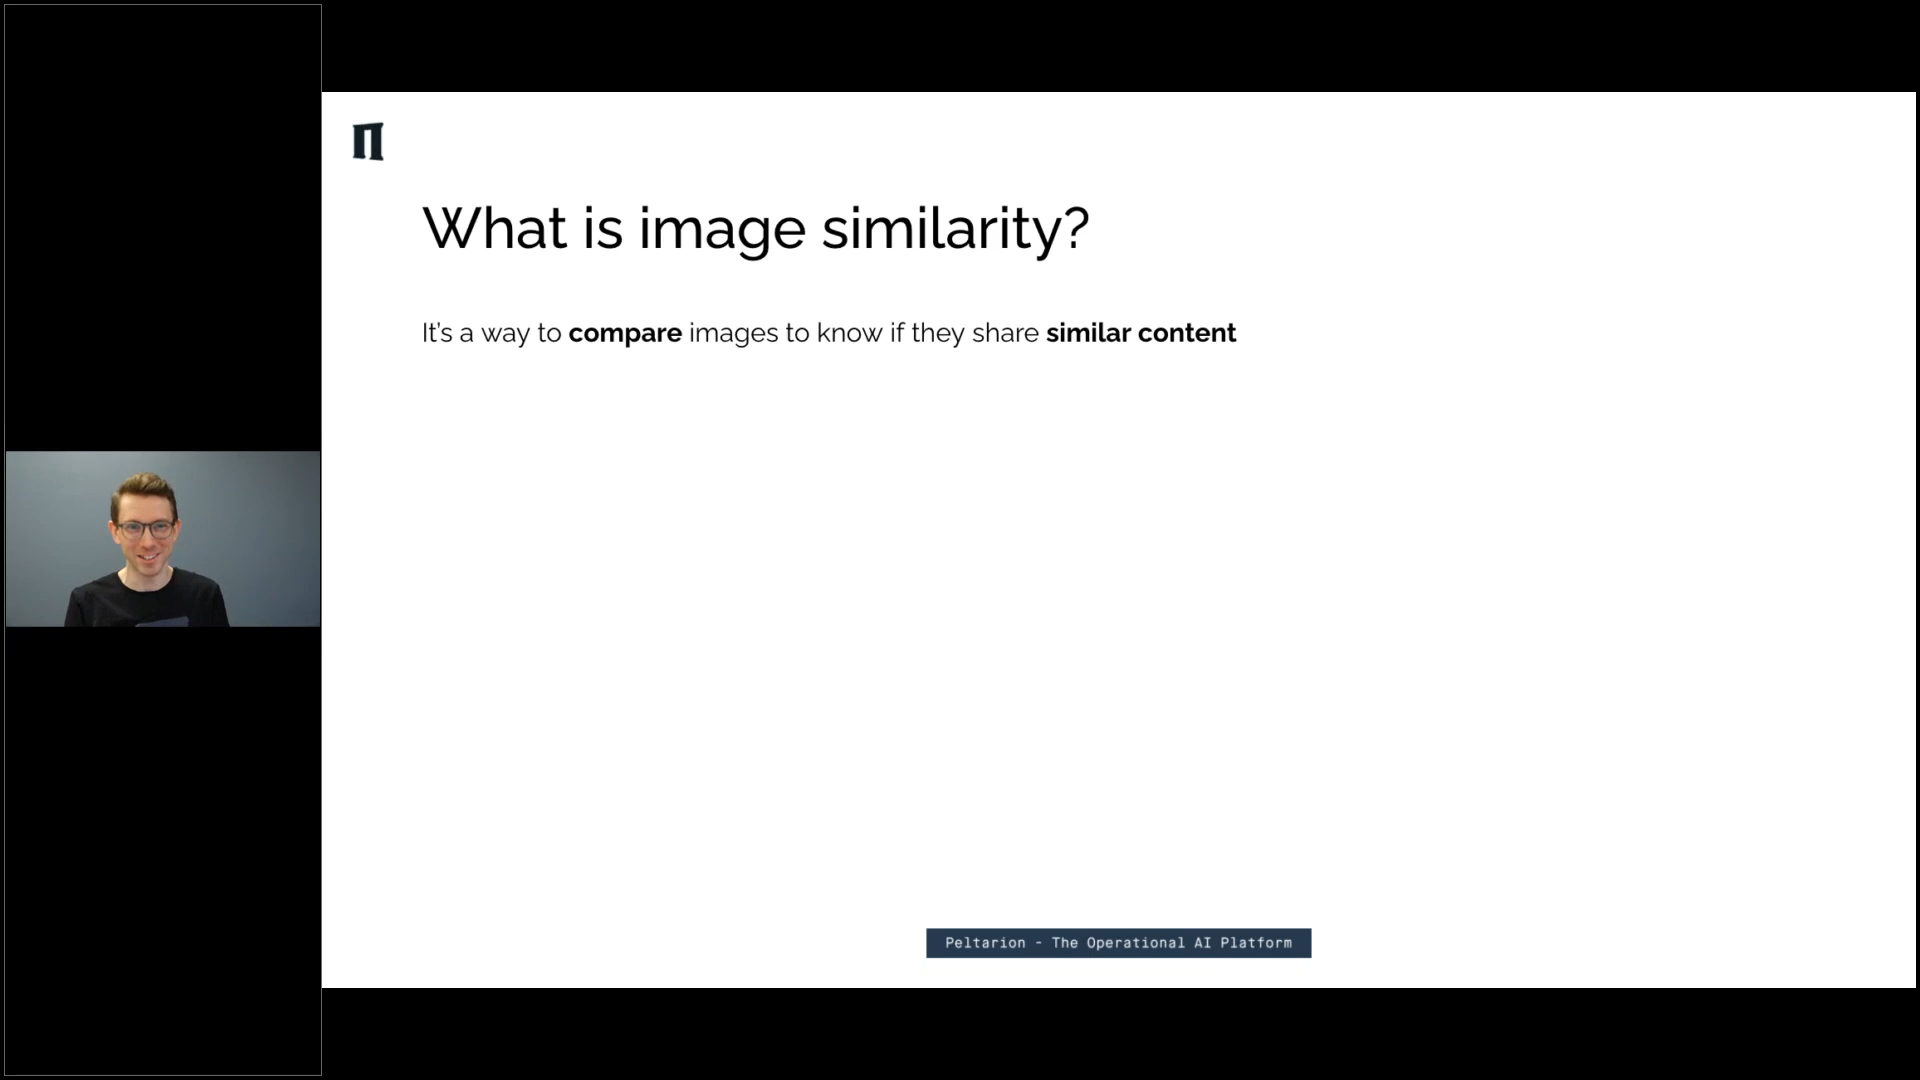 What is image similarity?
It's a way to compare images to know if they share similar content
Peltarion - The Operational AI Platform